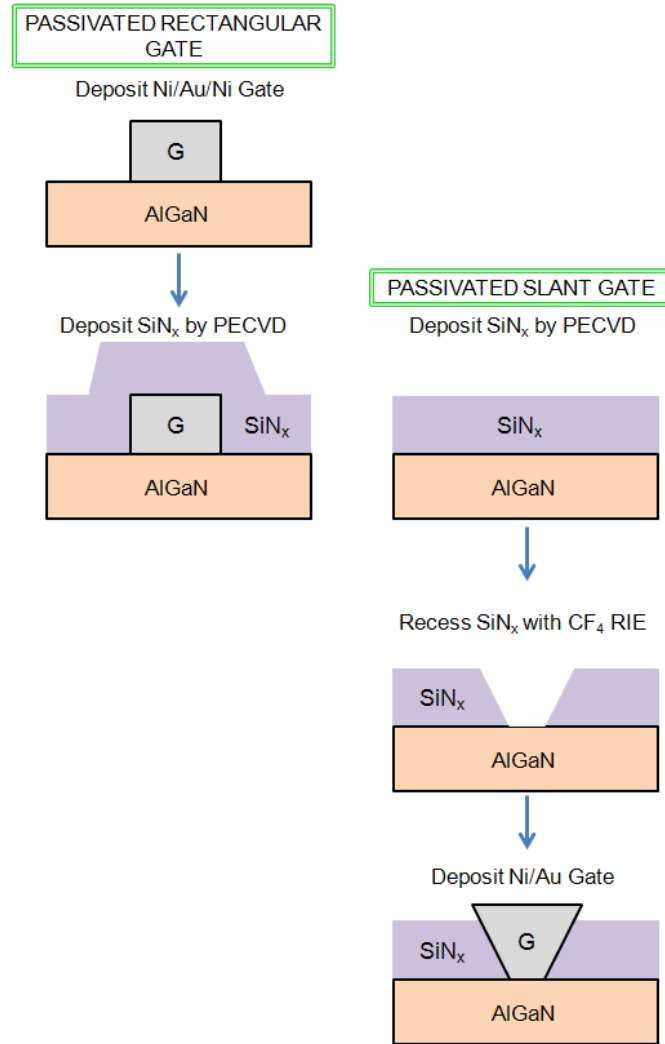 PASSIVATED RECTANGULAR
GATE
Deposit Ni/Au/Ni Gate
G
AlGaN
Deposit SiNₓ by PECVD
G
SiNₓ
AlGaN
PASSIVATED SLANT GATE
Deposit SiNₓ by PECVD
SiNₓ
AlGaN
Recess SiNₓ with CF₄ RIE
SiNₓ
AlGaN
Deposit Ni/Au Gate
SiNₓ
G
AlGaN